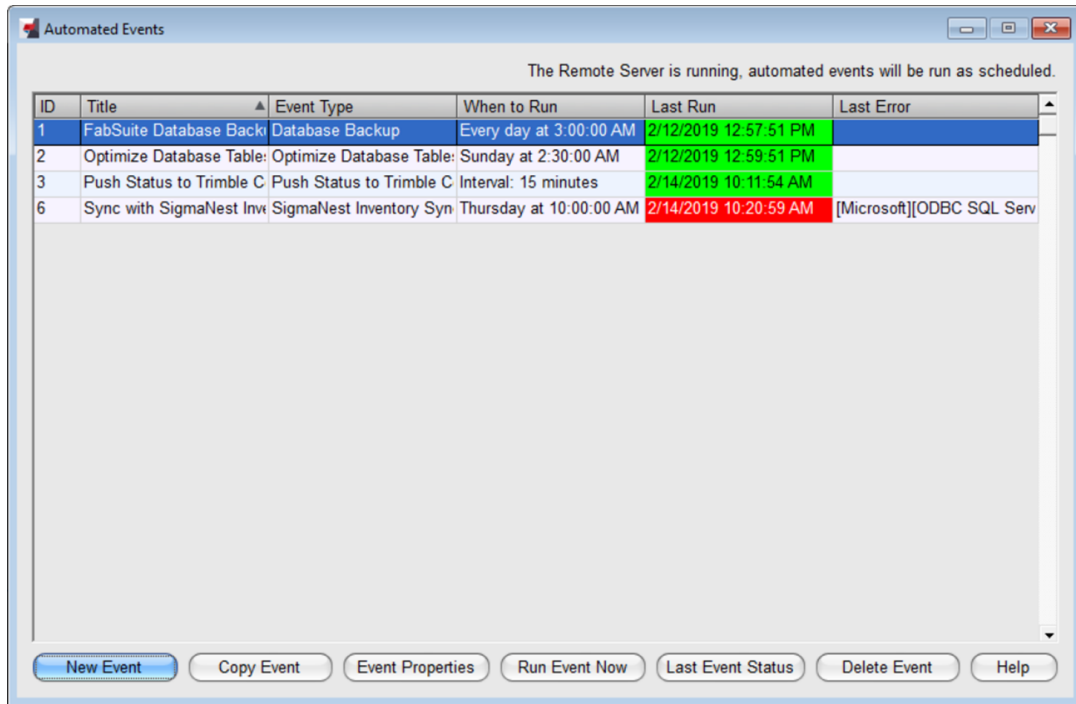 Automated Events
The Remote Server is running, automated events will be run as scheduled.
ID Title Event Type When to Run Last Run Last Error
1 FabSuite Database Back Database Backup Every day at 3:00:00 AM 2/12/2019 12:57:51 PM
2 Optimize Database Table Optimize Database Table Sunday at 2:30:00 AM 2/12/2019 12:59:51 PM
3 Push Status to Trimble C Push Status to Trimble C Interval: 15 minutes 2/14/2019 10:11:54 AM
6 Sync with SigmaNest Inv SigmaNest Inventory Syn Thursday at 10:00:00 AM 2/14/2019 10:20:59 AM [Microsoft][ODBC SQL Serv
New Event Copy Event Event Properties Run Event Now Last Event Status Delete Event Help